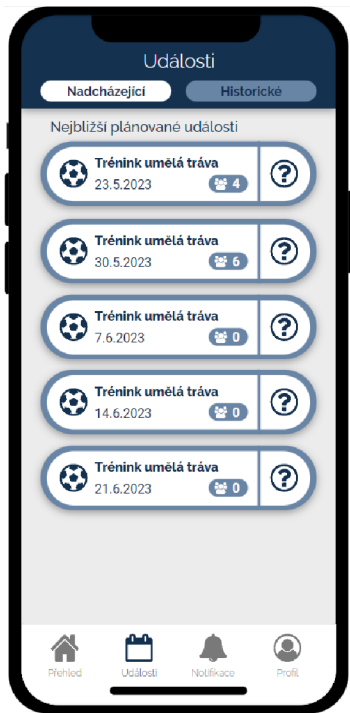 Události
Nadcházející
Historické
Nejbližší plánované události
Trénink umělá tráva
23.5.2023
4
?
Trénink umělá tráva
30.5.2023
6
?
Trénink umělá tráva
7.6.2023
0
?
Trénink umělá tráva
14.6.2023
0
?
Trénink umělá tráva
21.6.2023
0
?
Přehled
Události
Notifikace
Profil